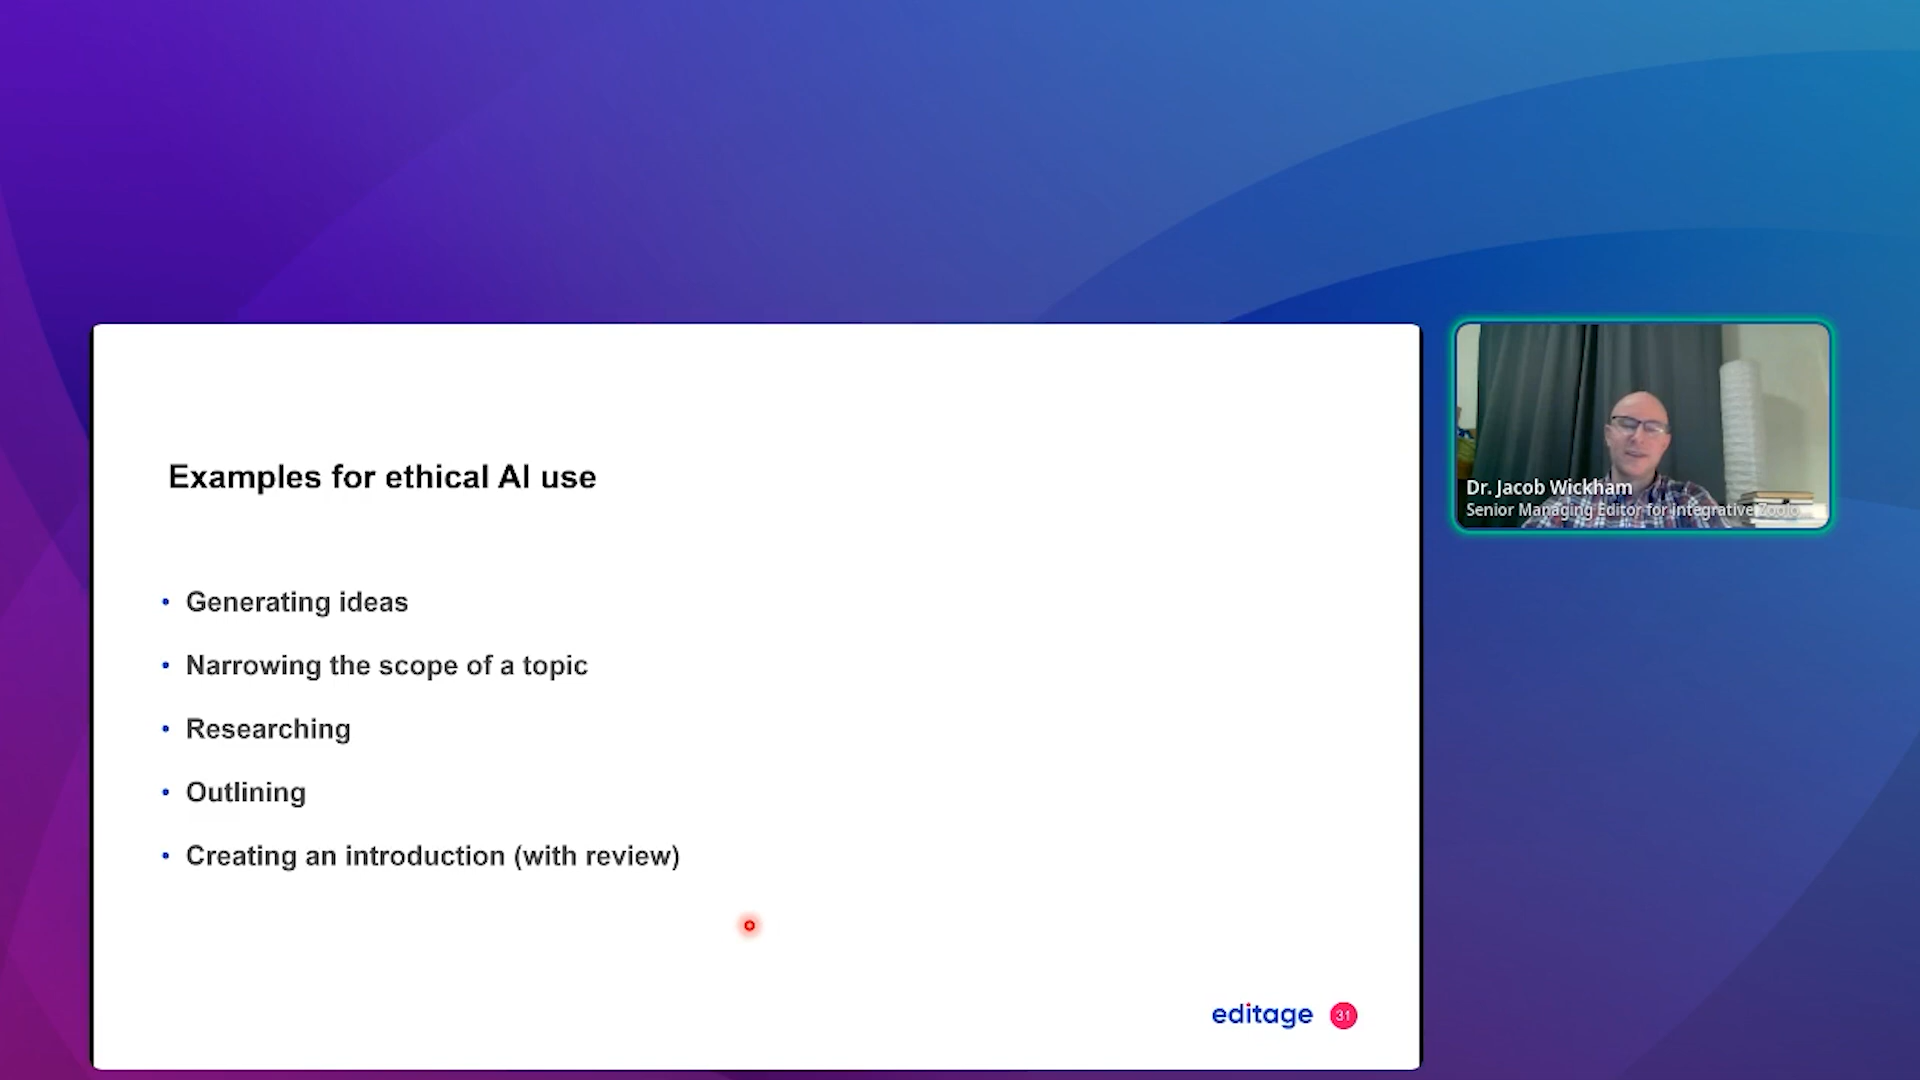 Examples for ethical AI use
• Generating ideas
• Narrowing the scope of a topic
• Researching
• Outlining
• Creating an introduction (with review)
editage 31
Dr. Jacob Wickham
Senior Managing Editor for Integrative